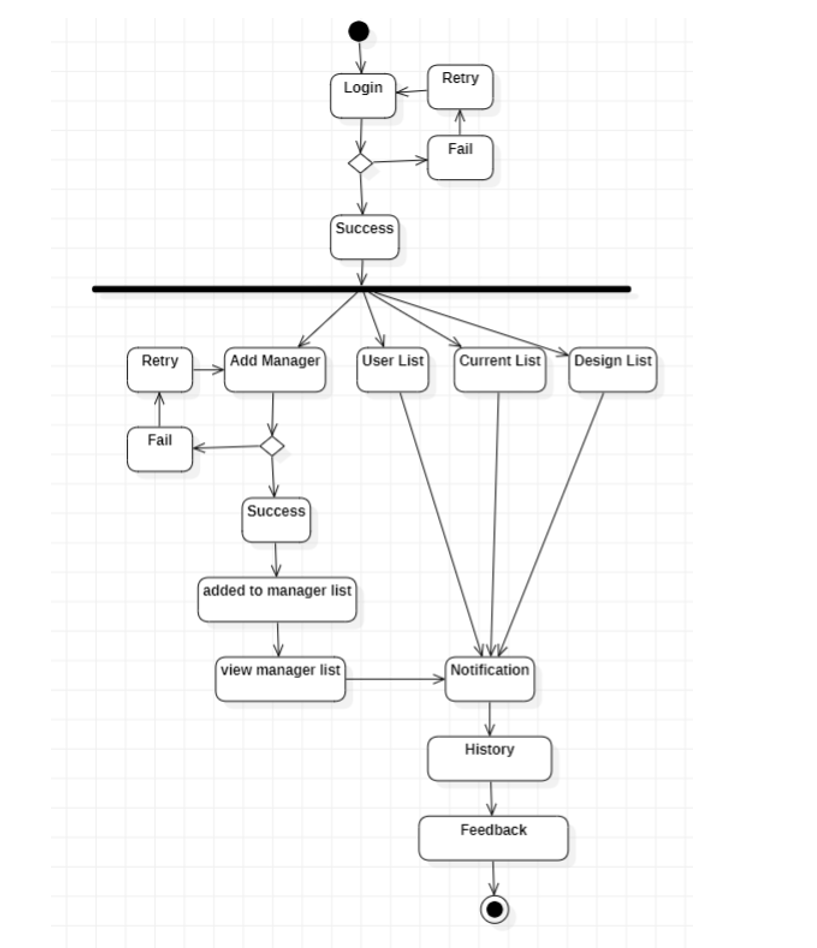 Login
Retry
Fail
Success
Retry
Add Manager
User List
Current List
Design List
Fail
Success
added to manager list
view manager list
Notification
History
Feedback